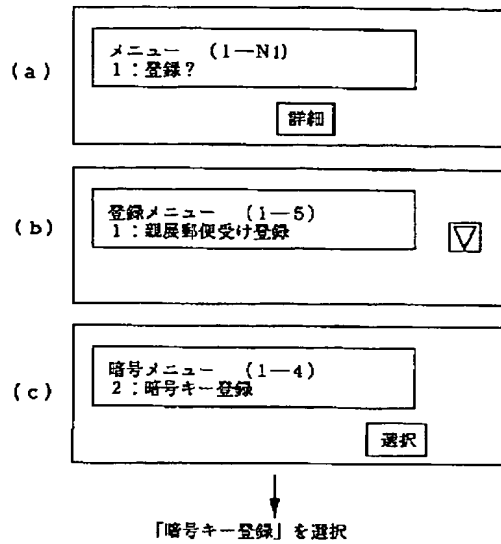 (a)
メニュー (1—N1)
1:登録?
詳細
(b)
登録メニュー (1—5)
1:親展郵便受け登録
▽
(c)
暗号メニュー (1—4)
2:暗号キー登録
選択
「暗号キー登録」を選択